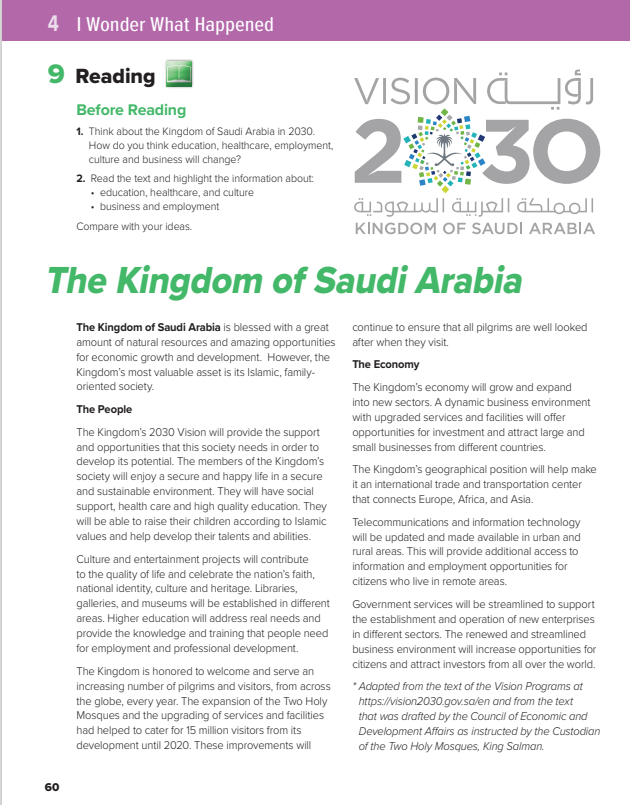 4 I Wonder What Happened
9 Reading
Before Reading
1. Think about the Kingdom of Saudi Arabia in 2030.
How do you think education, healthcare, employment,
culture and business will change?
2. Read the text and highlight the information about:
• education, healthcare, and culture
• business and employment
Compare with your ideas.
VISION رؤيــة
2030
المملكة العربية السعودية
KINGDOM OF SAUDI ARABIA
The Kingdom of Saudi Arabia
The Kingdom of Saudi Arabia is blessed with a great
amount of natural resources and amazing opportunities
for economic growth and development. However, the
Kingdom's most valuable asset is its Islamic, family-
oriented society.
The People
The Kingdom's 2030 Vision will provide the support
and opportunities that this society needs in order to
develop its potential. The members of the Kingdom's
society will enjoy a secure and happy life in a secure
and sustainable environment. They will have social
support, health care and high quality education. They
will be able to raise their children according to Islamic
values and help develop their talents and abilities.
Culture and entertainment projects will contribute
to the quality of life and celebrate the nation's faith,
national identity, culture and heritage. Libraries,
galleries, and museums will be established in different
areas. Higher education will address real needs and
provide the knowledge and training that people need
for employment and professional development.
The Kingdom is honored to welcome and serve an
increasing number of pilgrims and visitors, from across
the globe, every year. The expansion of the Two Holy
Mosques and the upgrading of services and facilities
had helped to cater for 15 million visitors from its
development until 2020. These improvements will
continue to ensure that all pilgrims are well looked
after when they visit.
The Economy
The Kingdom's economy will grow and expand
into new sectors. A dynamic business environment
with upgraded services and facilities will offer
opportunities for investment and attract large and
small businesses from different countries.
The Kingdom's geographical position will help make
it an international trade and transportation center
that connects Europe, Africa, and Asia.
Telecommunications and information technology
will be updated and made available in urban and
rural areas. This will provide additional access to
information and employment opportunities for
citizens who live in remote areas.
Government services will be streamlined to support
the establishment and operation of new enterprises
in different sectors. The renewed and streamlined
business environment will increase opportunities for
citizens and attract investors from all over the world.
* Adapted from the text of the Vision Programs at
https://vision2030.gov.sa/en and from the text
that was drafted by the Council of Economic and
Development Affairs as instructed by the Custodian
of the Two Holy Mosques, King Salman.
60